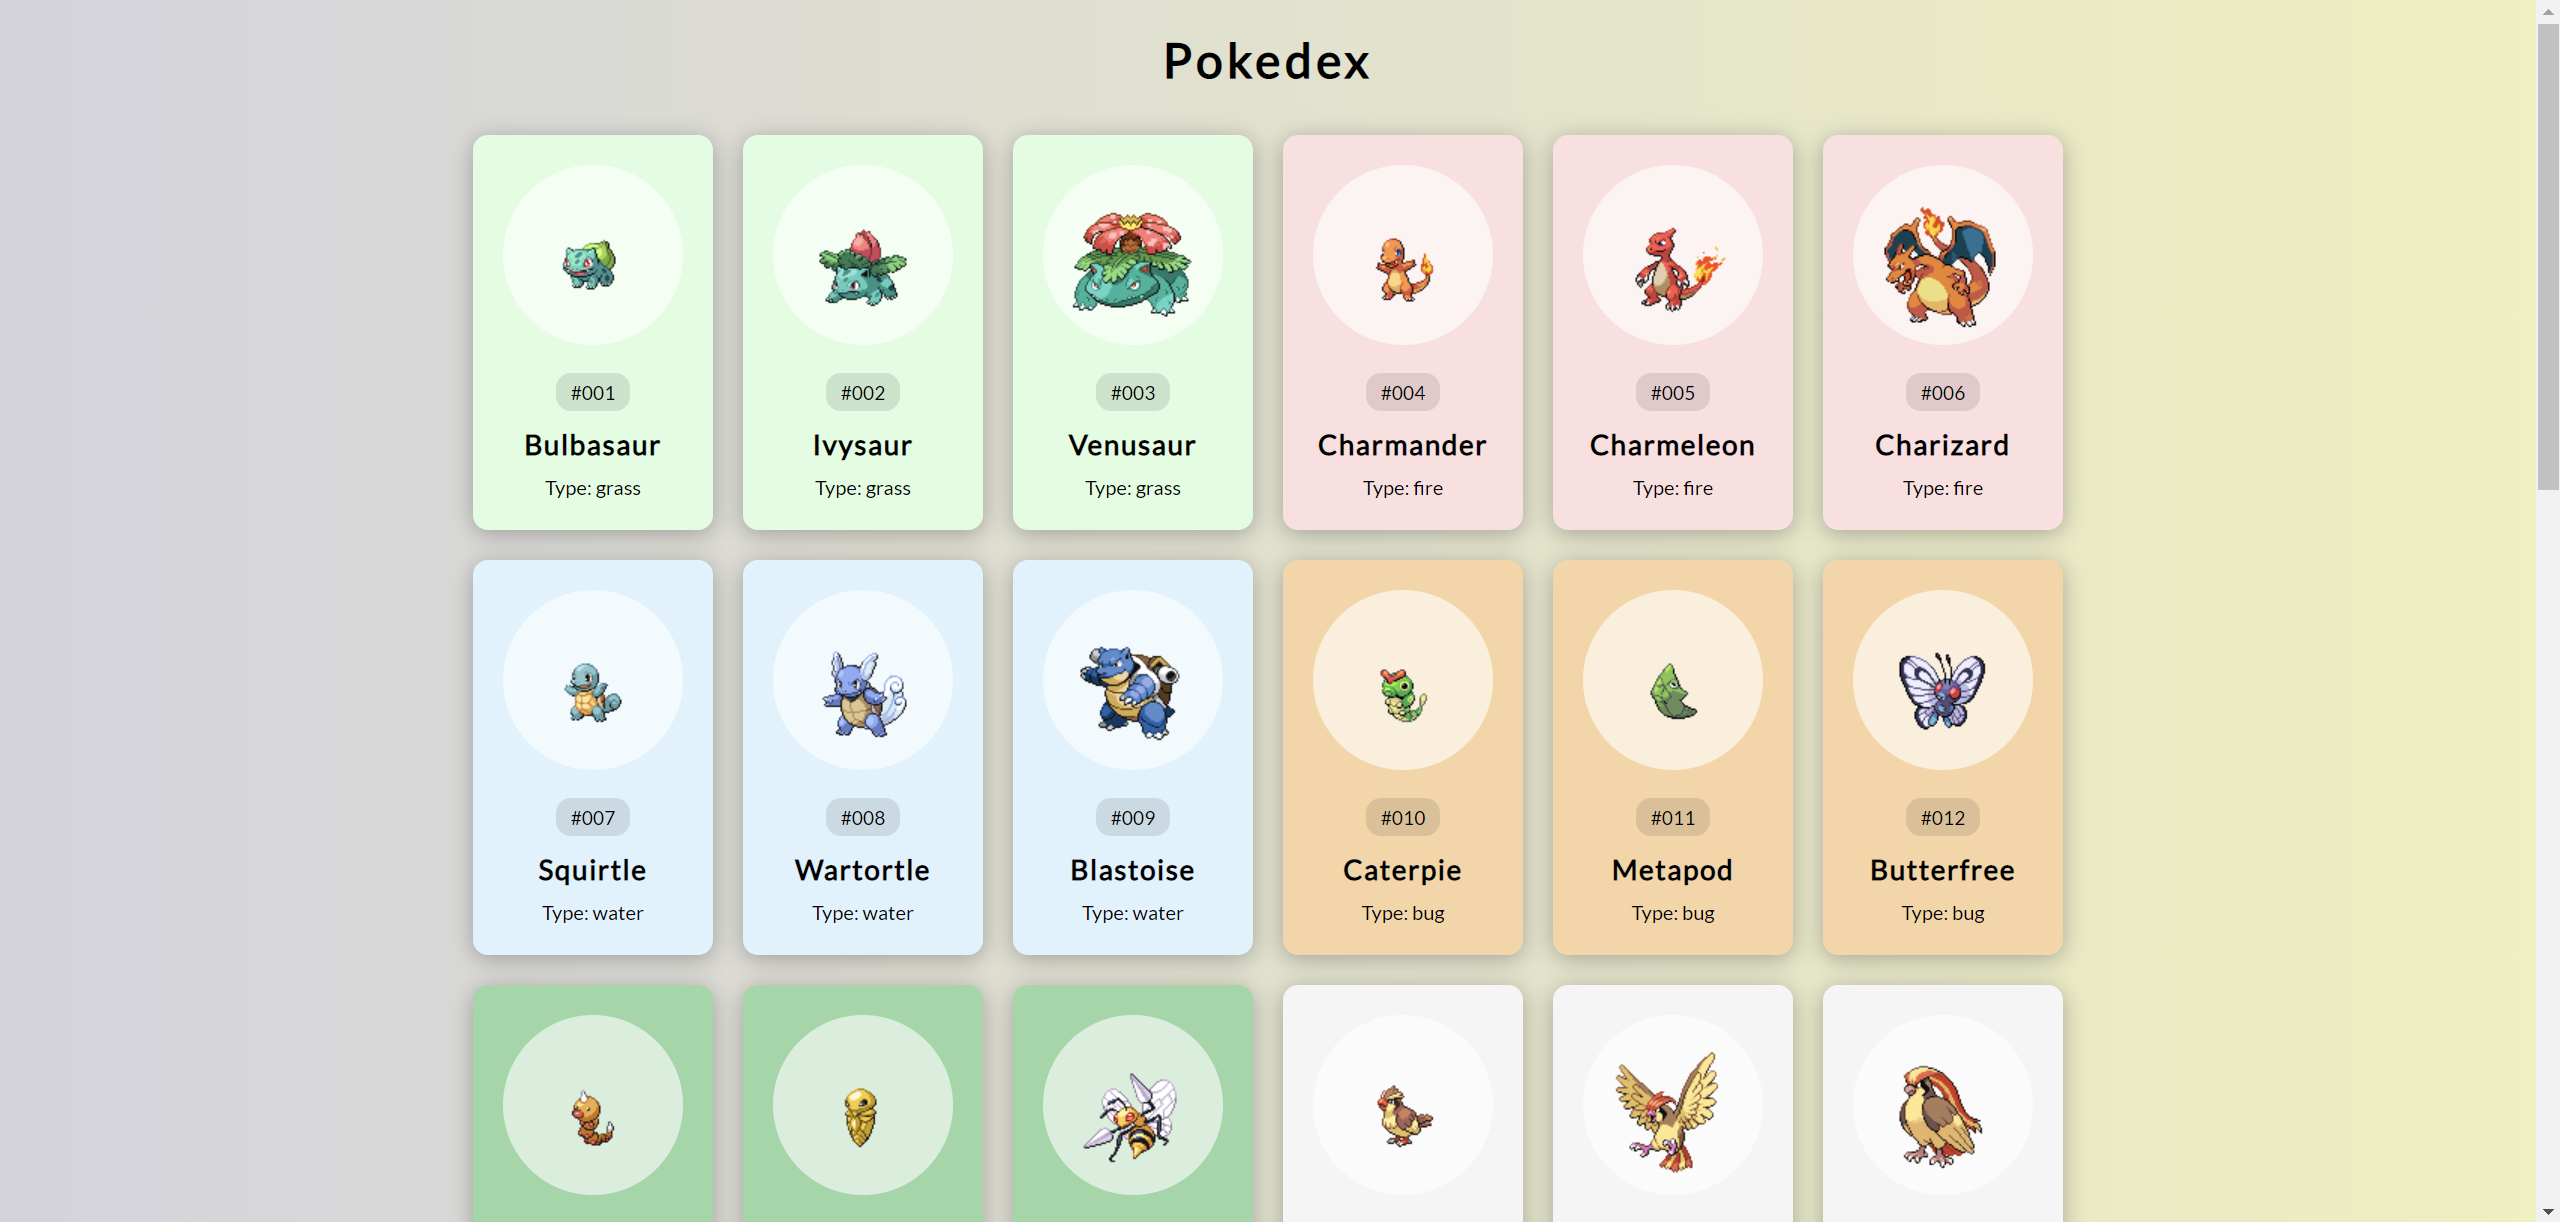 Pokedex
#001
Bulbasaur
Type: grass
#002
Ivysaur
Type: grass
#003
Venusaur
Type: grass
#004
Charmander
Type: fire
#005
Charmeleon
Type: fire
#006
Charizard
Type: fire
#007
Squirtle
Type: water
#008
Wartortle
Type: water
#009
Blastoise
Type: water
#010
Caterpie
Type: bug
#011
Metapod
Type: bug
#012
Butterfree
Type: bug